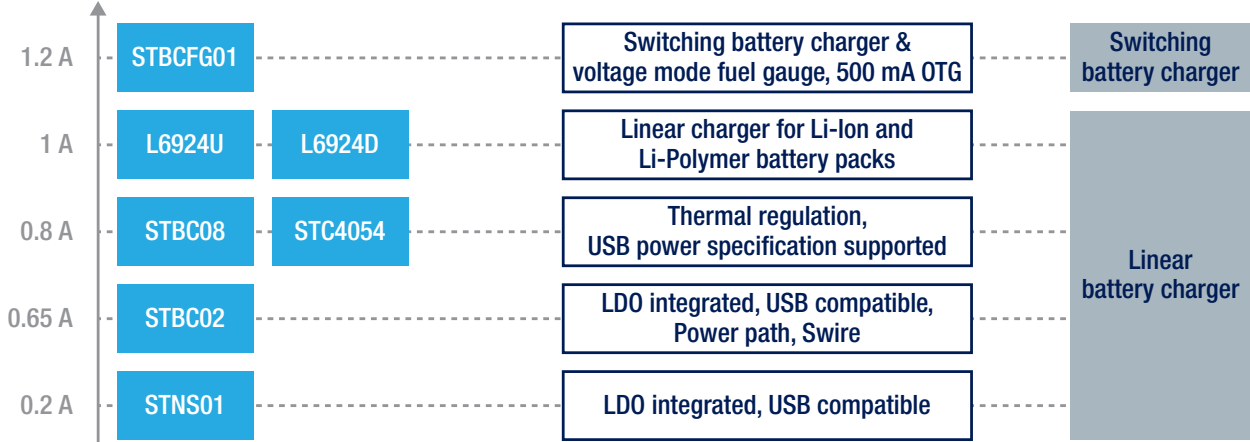 1.2 A
STBCFG01
Switching battery charger &
voltage mode fuel gauge, 500 mA OTG
Switching
battery charger
1 A
L6924U
L6924D
Linear charger for Li-Ion and
Li-Polymer battery packs
0.8 A
STBC08
STC4054
Thermal regulation,
USB power specification supported
Linear
battery charger
0.65 A
STBC02
LDO integrated, USB compatible,
Power path, Swire
0.2 A
STNS01
LDO integrated, USB compatible